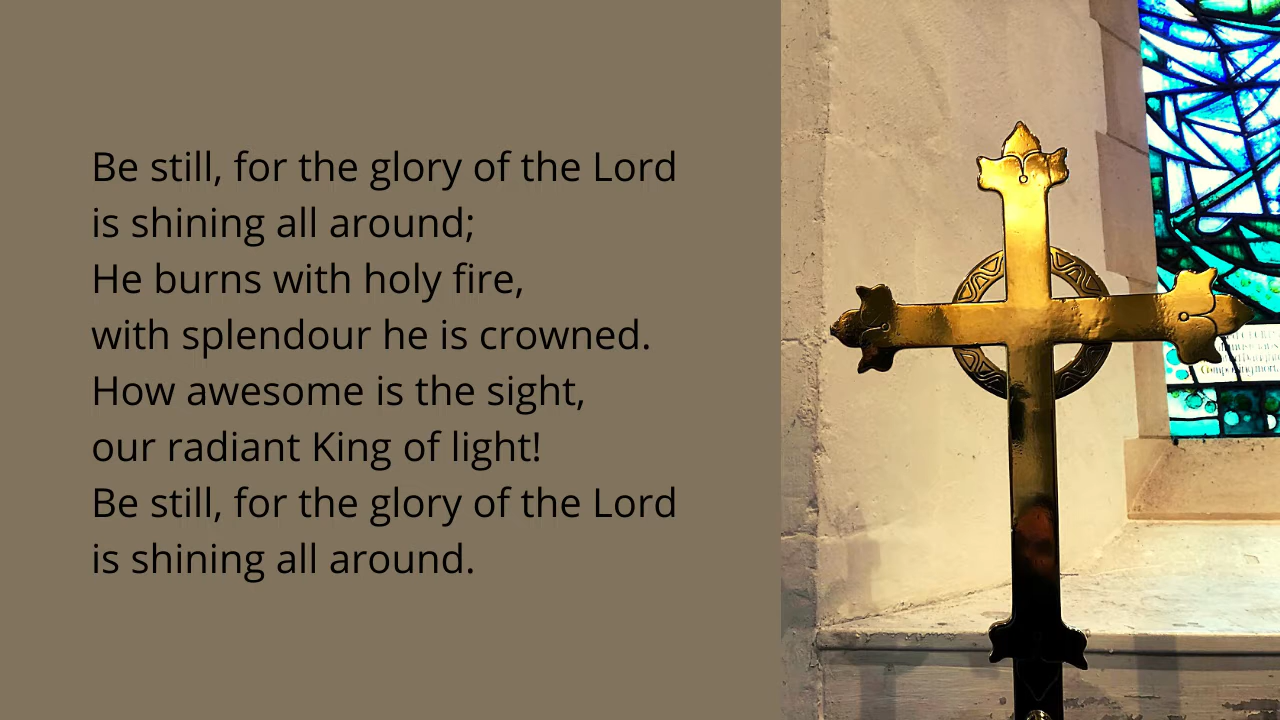 Be still, for the glory of the Lord
is shining all around;
He burns with holy fire,
with splendour he is crowned.
How awesome is the sight,
our radiant King of light!
Be still, for the glory of the Lord
is shining all around.